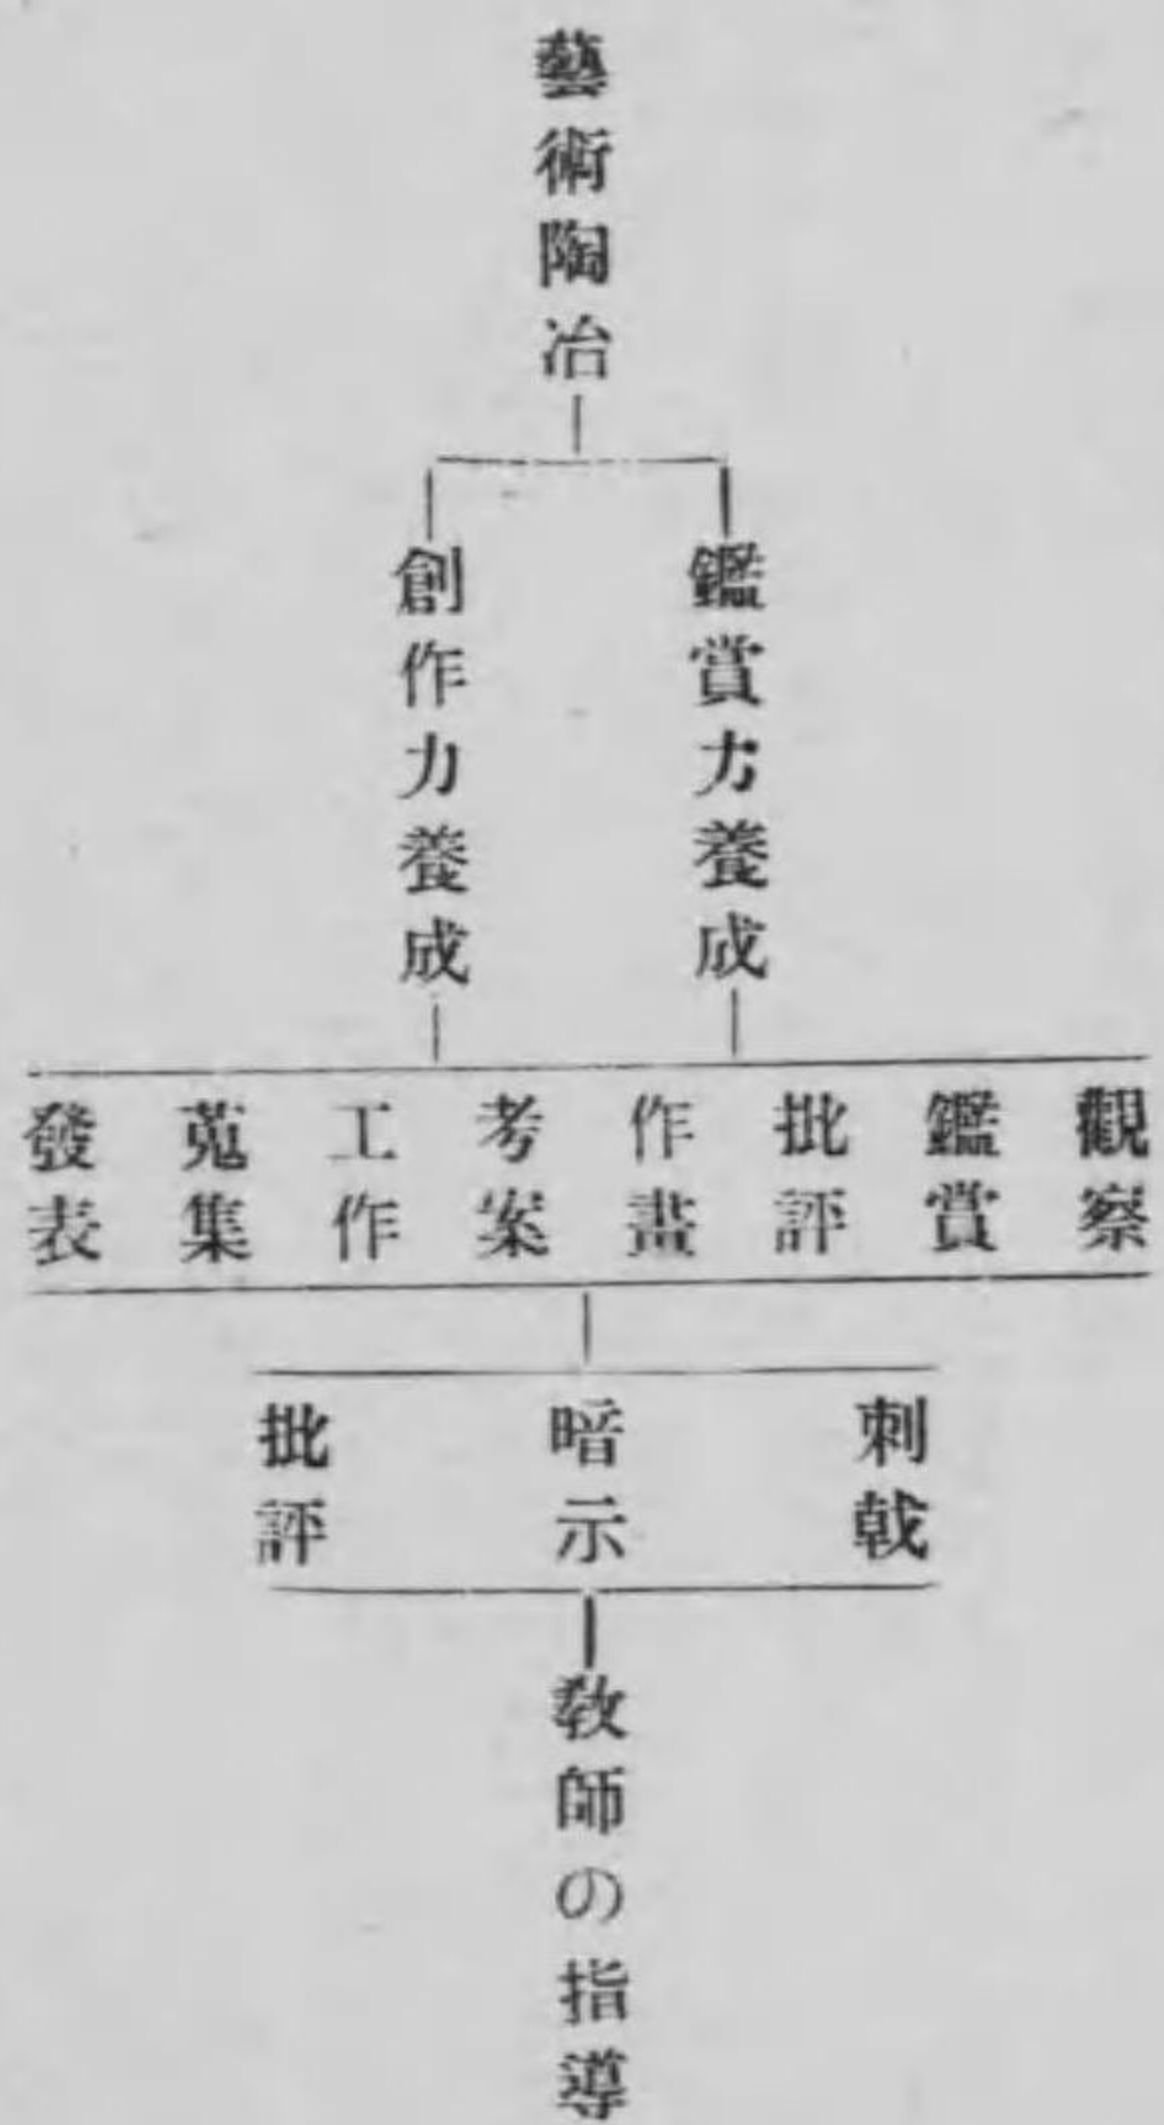 藝術陶冶
鑑賞力養成
創作力養成
觀察
鑑賞
批評
作畫
考案
工作
蒐集
發表
刺戟
暗示
批評
敎師の指導